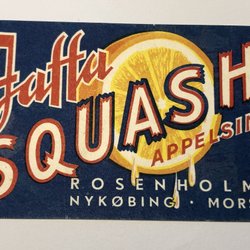 Jaffa
SQUASH
APPELSIN
ROSENHOLM
NYKØBING · MORS